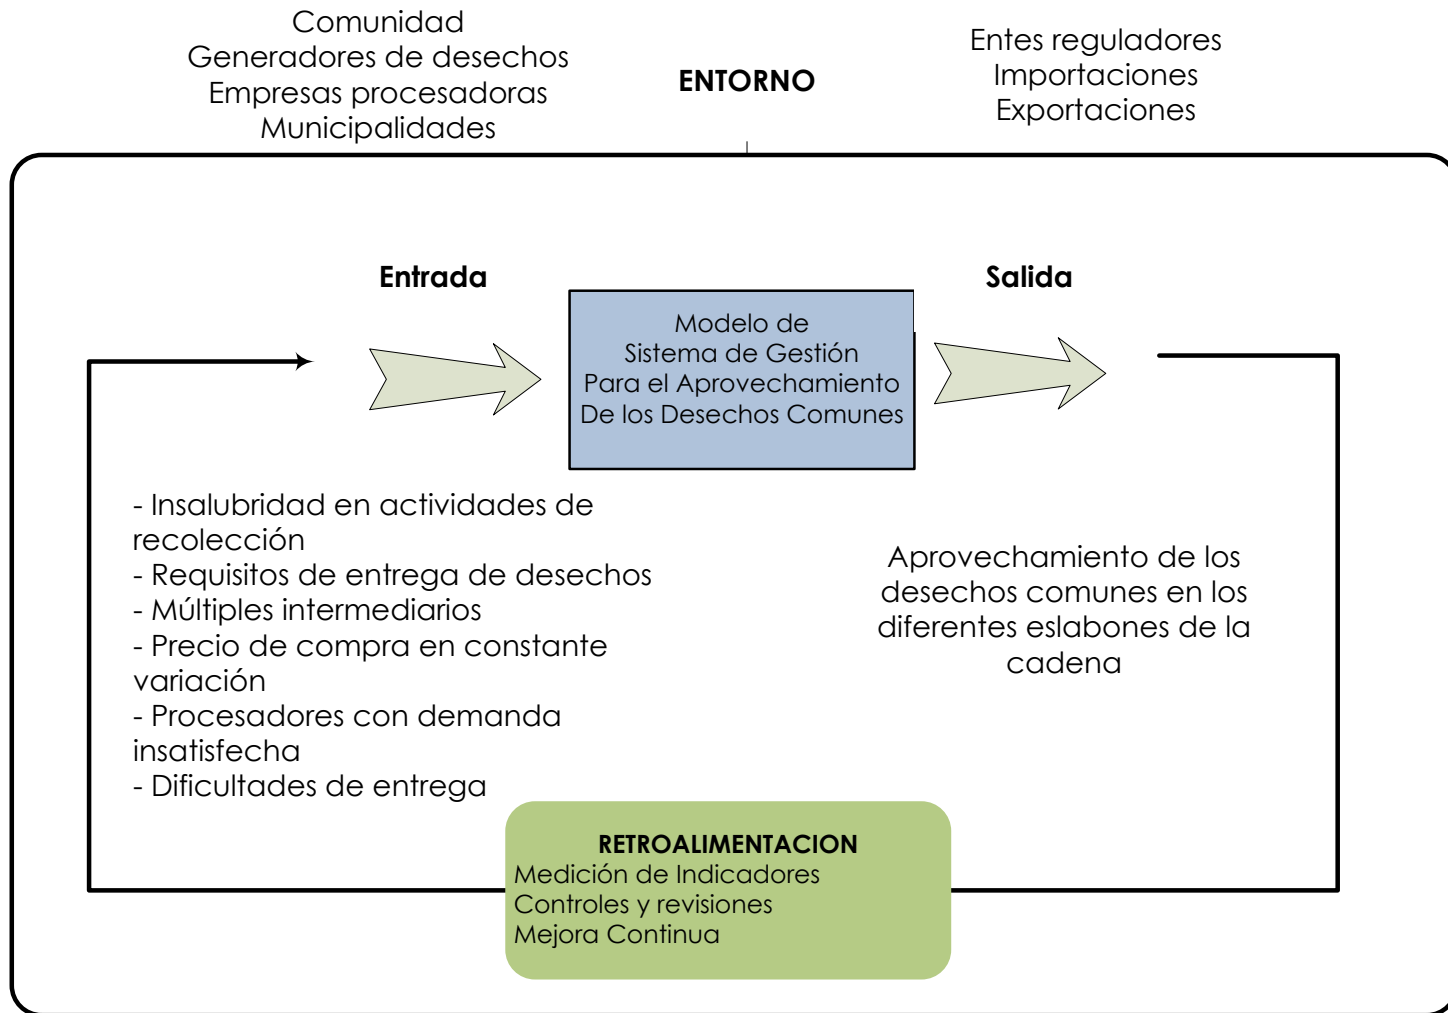 Comunidad
Generadores de desechos
Empresas procesadoras
Municipalidades
ENTORNO
Entes reguladores
Importaciones
Exportaciones
Entrada
Salida
Modelo de
Sistema de Gestión
Para el Aprovechamiento
De los Desechos Comunes
- Insalubridad en actividades de
recolección
- Requisitos de entrega de desechos
- Múltiples intermediarios
- Precio de compra en constante
variación
- Procesadores con demanda
insatisfecha
- Dificultades de entrega
Aprovechamiento de los
desechos comunes en los
diferentes eslabones de la
cadena
RETROALIMENTACION
Medición de Indicadores
Controles y revisiones
Mejora Continua